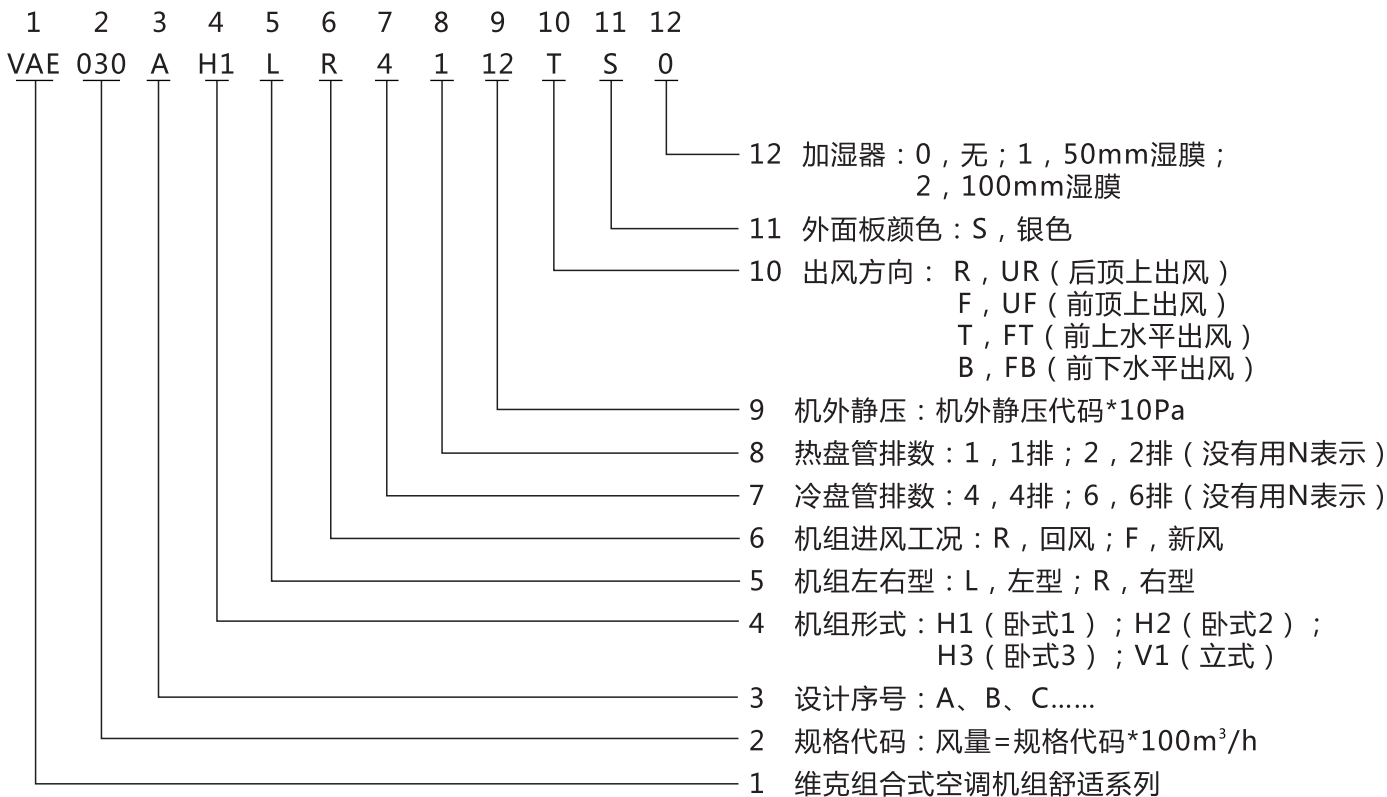 1 2 3 4 5 6 7 8 9 10 11 12
VAE 030 A H1 L R 4 1 12 T S 0
12 加湿器：0，无；1，50mm湿膜；
2，100mm湿膜
11 外面板颜色：S，银色
10 出风方向： R，UR（后顶上出风）
F，UF（前顶上出风）
T，FT（前上水平出风）
B，FB（前下水平出风）
9 机外静压：机外静压代码*10Pa
8 热盘管排数：1，1排；2，2排（没有用N表示）
7 冷盘管排数：4，4排；6，6排（没有用N表示）
6 机组进风工况：R，回风；F，新风
5 机组左右型：L，左型；R，右型
4 机组形式：H1（卧式1）；H2（卧式2）；
H3（卧式3）；V1（立式）
3 设计序号：A、B、C……
2 规格代码：风量=规格代码*100m³/h
1 维克组合式空调机组舒适系列